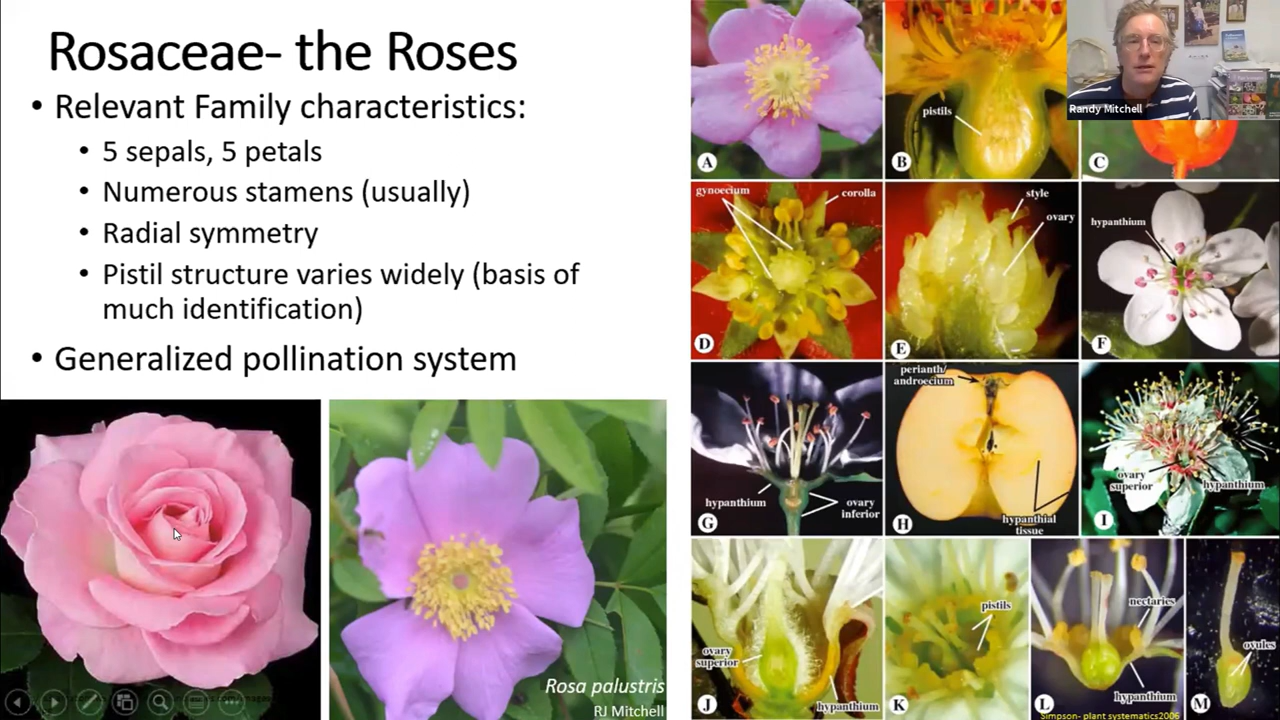 Rosaceae- the Roses
• Relevant Family characteristics:
• 5 sepals, 5 petals
• Numerous stamens (usually)
• Radial symmetry
• Pistil structure varies widely (basis of
much identification)
• Generalized pollination system
Rosa palustris
RJ Mitchell
A
pistils
B
Randy Mitchell
C
gynoecium
corolla
D
style
ovary
E
hypanthium
F
hypanthium
ovary
inferior
G
perianth/
androecium
hypanthial
tissue
H
ovary
superior
hypanthium
I
ovary
superior
hypanthium
J
pistils
K
nectaries
hypanthium
L
ovules
M
Simpson- plant systematics2006